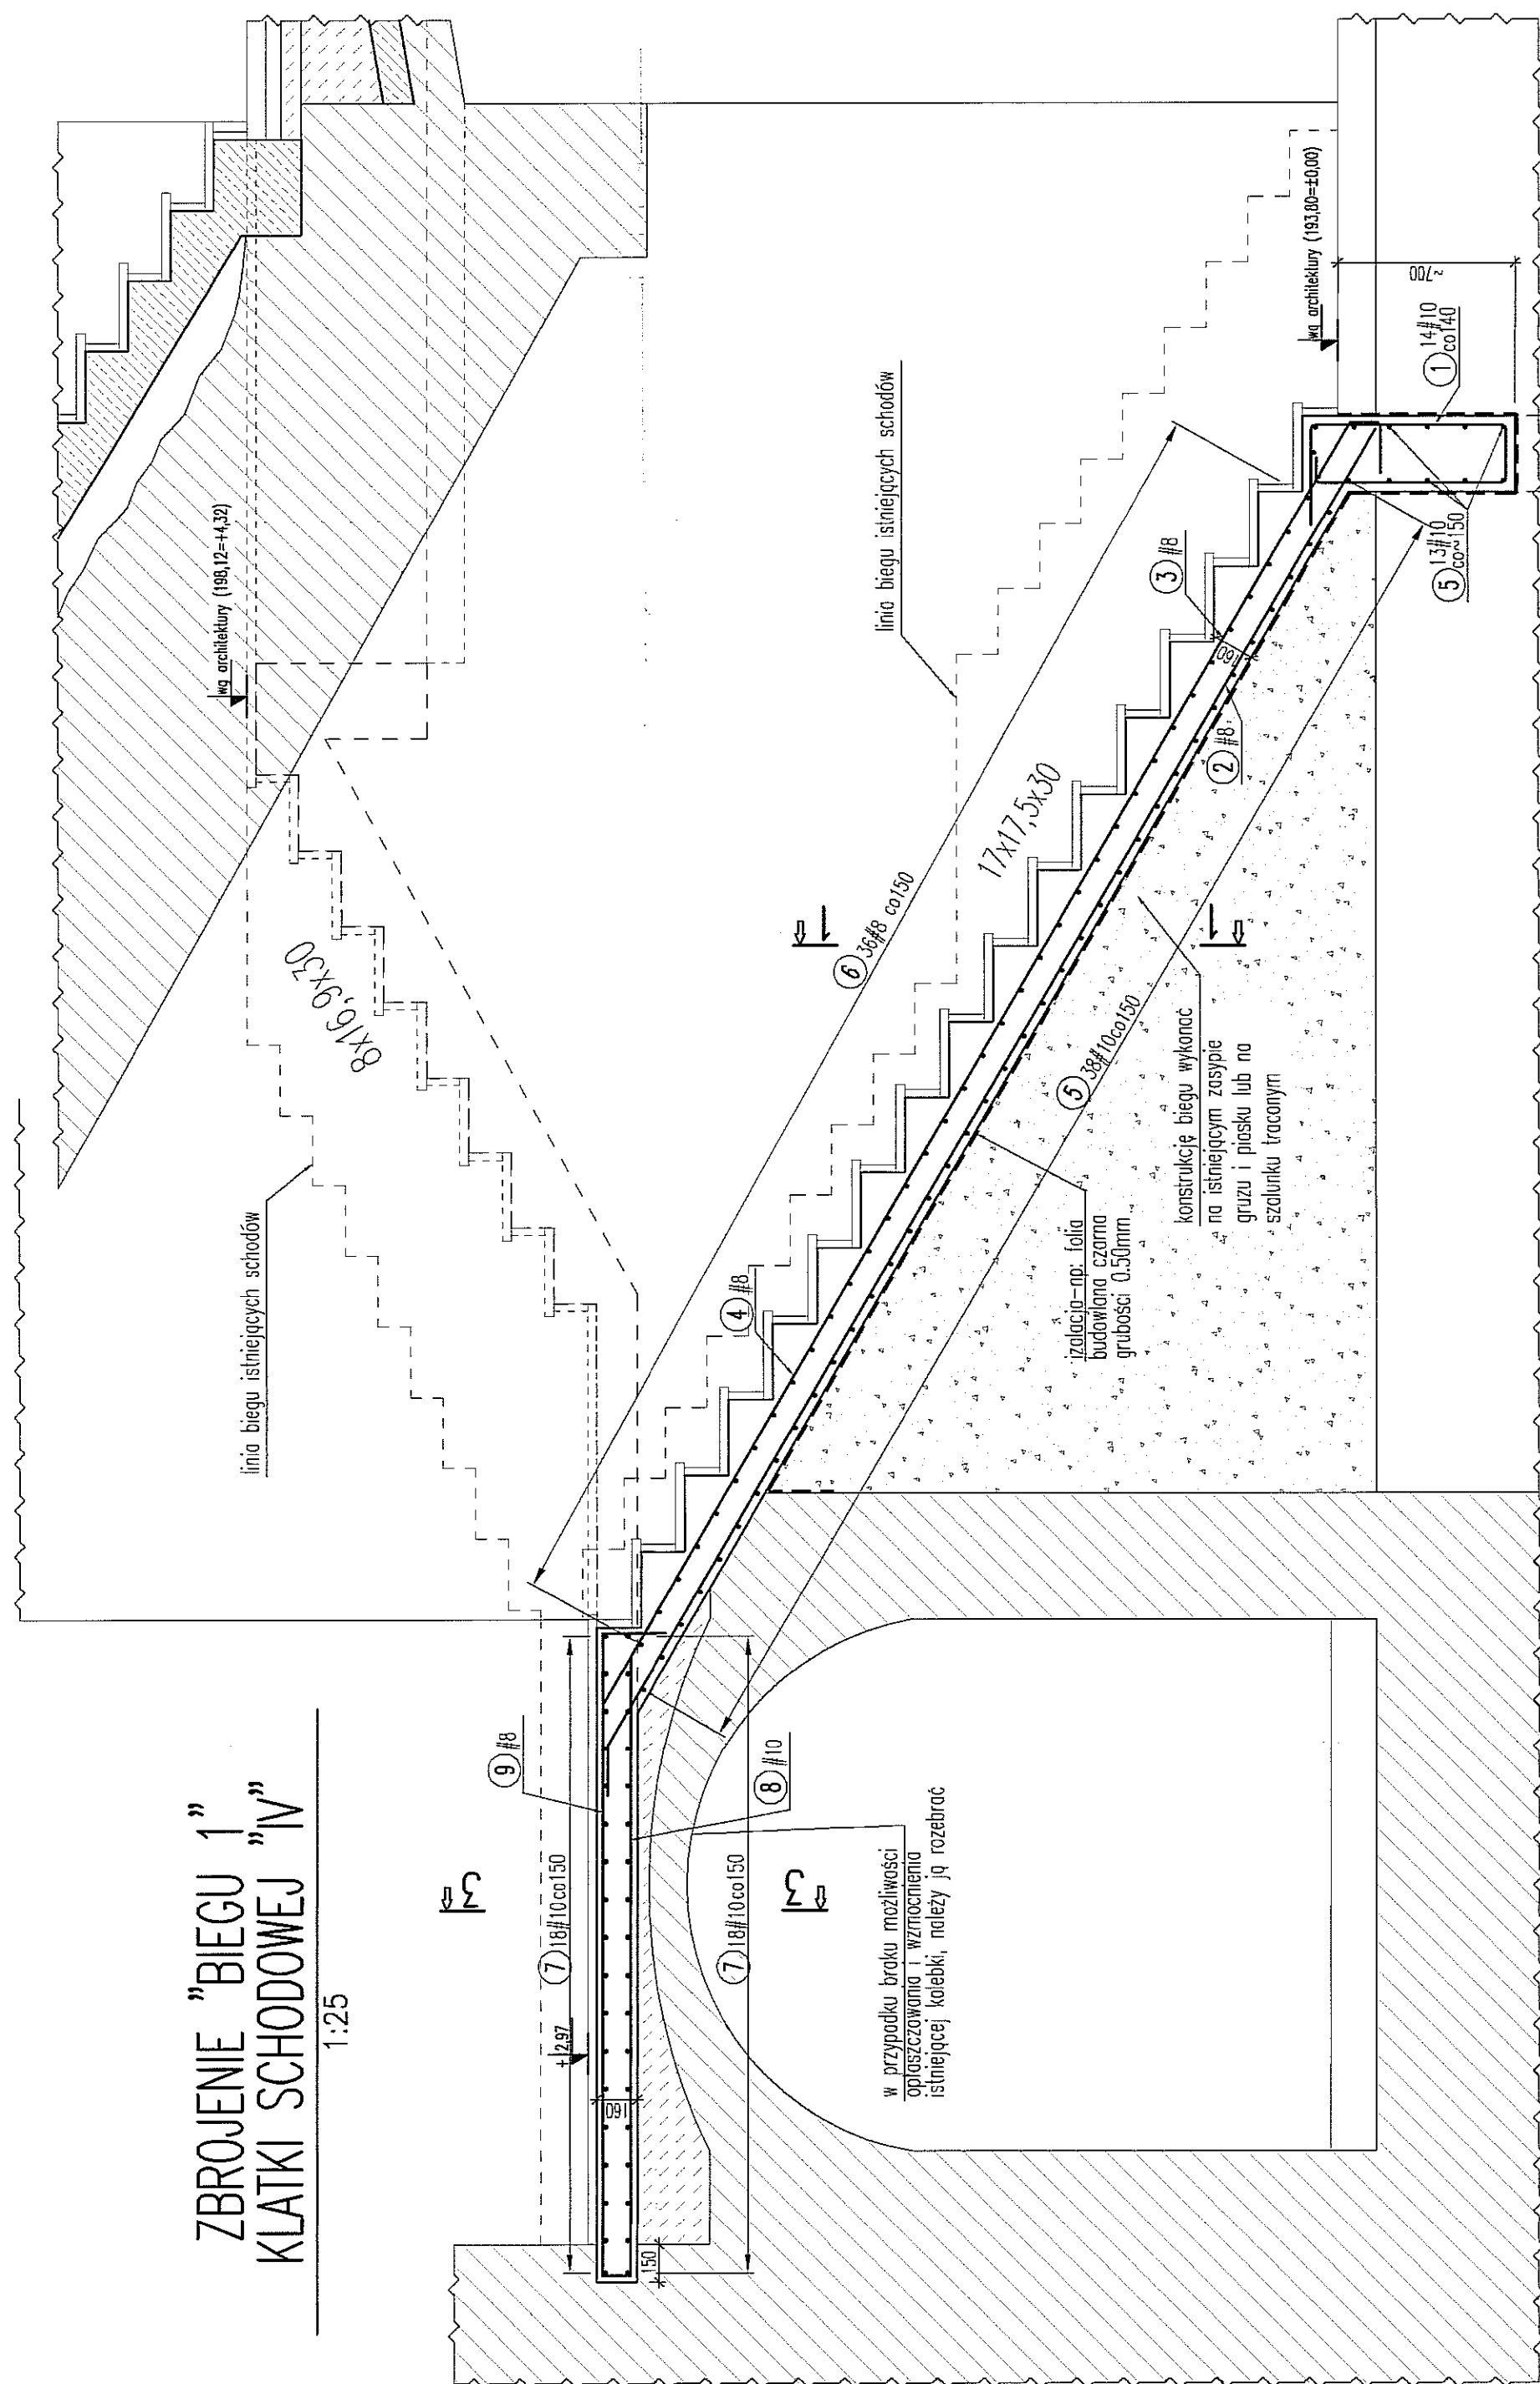 ZBROJENIE "BIEGU 1"
KLATKI SCHODOWEJ "IV"
1:25
linia biegu istniejących schodów
8x16,9x30
wg architektury (198,12=+4,32)
linia biegu istniejących schodów
wg architektury (193,80=±0,00)
+2,97
160
150
7 18#10co150
9 #8
7 18#10co150
8 #10
3
3
w przypadku braku możliwości
opłaszczowania i wzmocnienia
istniejącej kolebki, należy ją rozebrać
4 #8
6 36#8 co150
17x17,5x30
1
1
3 #8
160
2 #8
5 38#10co150
izolacja-np: folia
budowlana czarna
grubości 0.50mm
konstrukcję biegu wykonać
na istniejącym zasypie
gruzu i piasku lub na
szalunku traconym
5 13#10
co~150
1 14#10
co140
~700